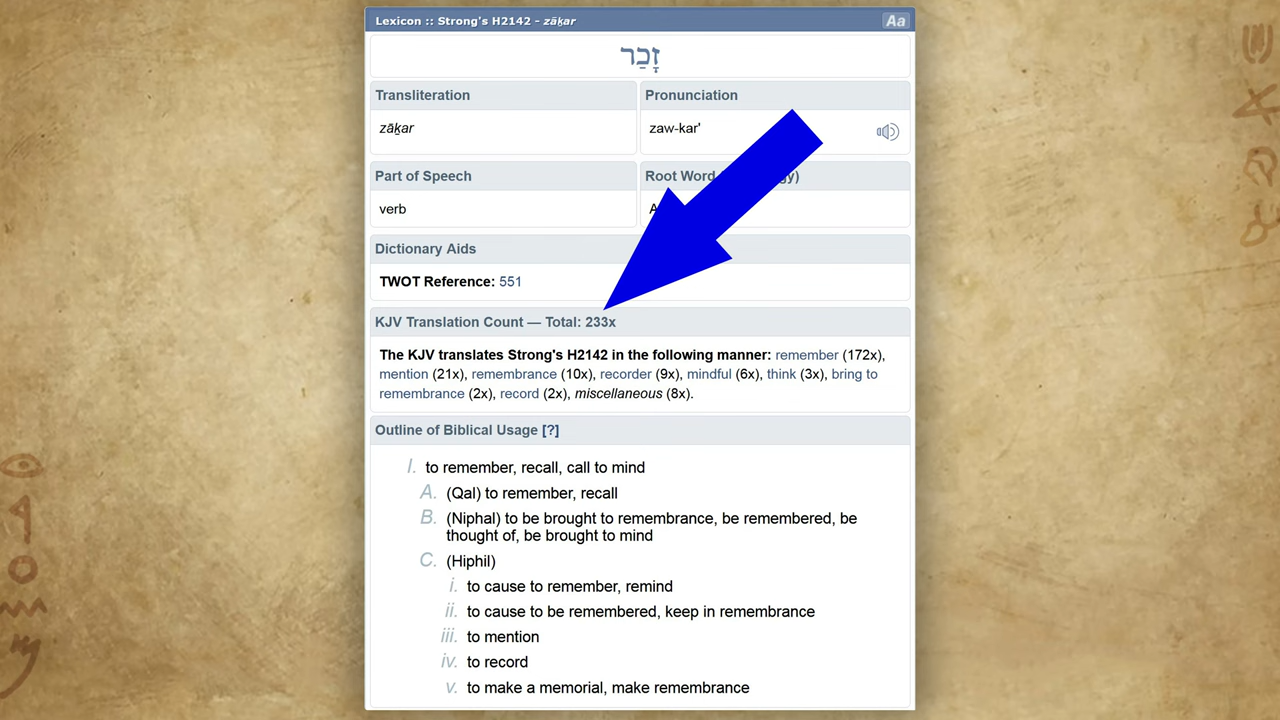 Lexicon :: Strong's H2142 - zāḵar
Aa
זָכַר
Transliteration
Pronunciation
zāḵar
zaw-kar'
Part of Speech
Root Word
verb
Dictionary Aids
TWOT Reference: 551
KJV Translation Count — Total: 233x
The KJV translates Strong's H2142 in the following manner: remember (172x),
mention (21x), remembrance (10x), recorder (9x), mindful (6x), think (3x), bring to
remembrance (2x), record (2x), miscellaneous (8x).
Outline of Biblical Usage [?]
I. to remember, recall, call to mind
A. (Qal) to remember, recall
B. (Niphal) to be brought to remembrance, be remembered, be
thought of, be brought to mind
C. (Hiphil)
i. to cause to remember, remind
ii. to cause to be remembered, keep in remembrance
iii. to mention
iv. to record
v. to make a memorial, make remembrance